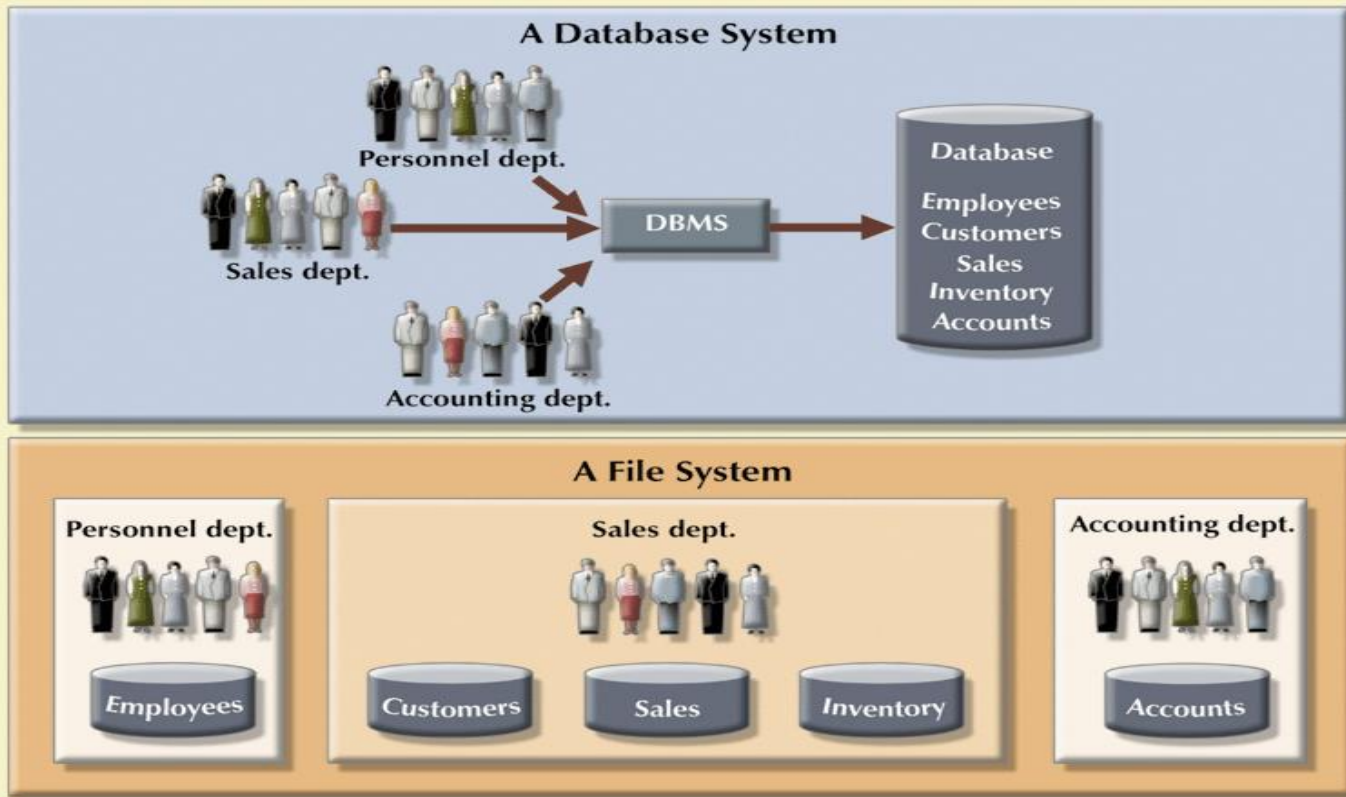 A Database System
Personnel dept.
Sales dept.
Accounting dept.
DBMS
Database
Employees
Customers
Sales
Inventory
Accounts
A File System
Personnel dept.
Employees
Sales dept.
Customers
Sales
Inventory
Accounting dept.
Accounts